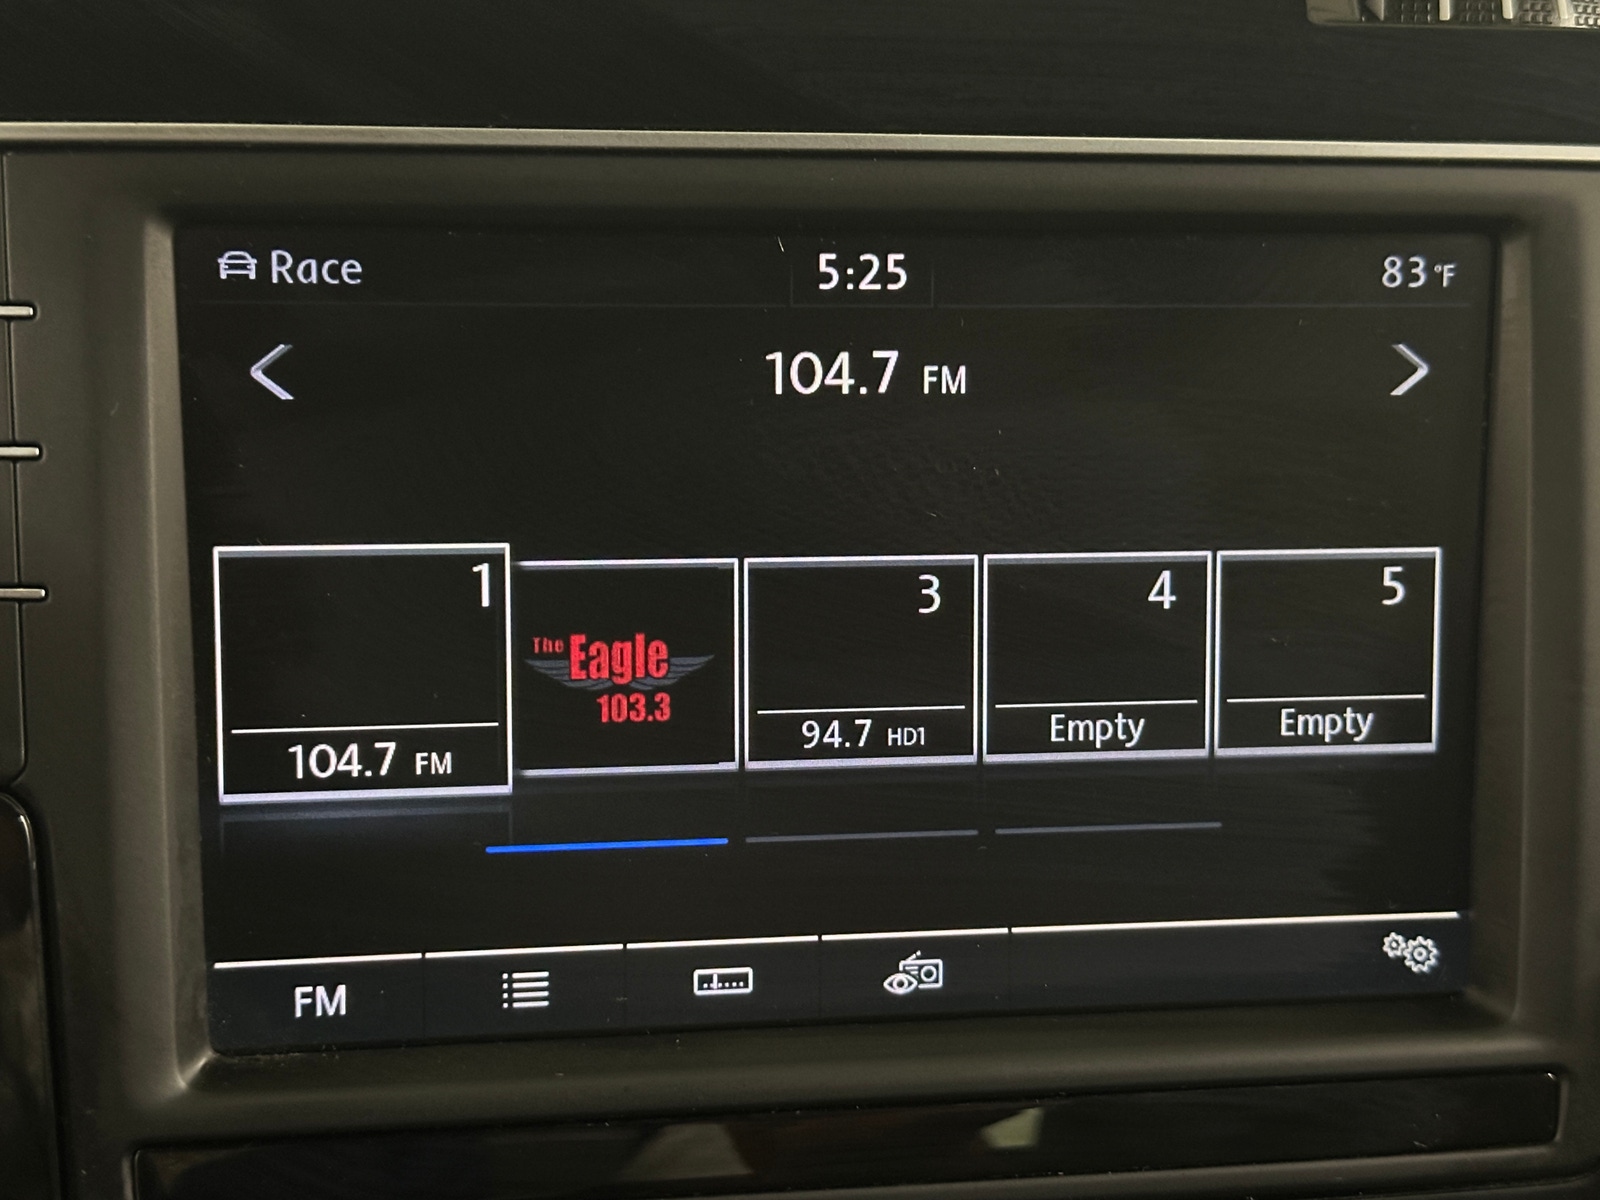 Race
5:25
83 °F
104.7 FM
1
104.7 FM
The Eagle
103.3
3
94.7 HD1
4
Empty
5
Empty
FM